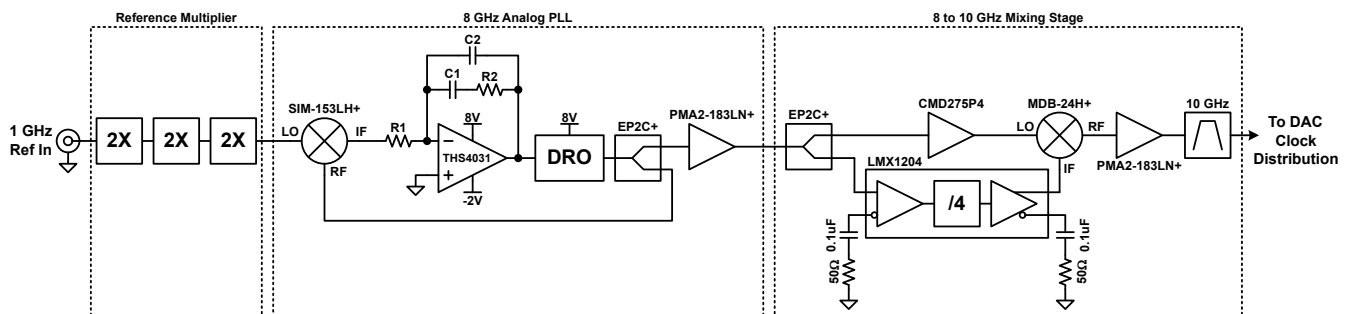 Reference Multiplier
8 GHz Analog PLL
8 to 10 GHz Mixing Stage
1 GHz
Ref In
2X
2X
2X
SIM-153LH+
LO
IF
RF
R1
C2
C1
R2
8V
THS4031
-2V
8V
DRO
EP2C+
PMA2-183LN+
EP2C+
CMD275P4
LMX1204
/4
MDB-24H+
LO
RF
IF
PMA2-183LN+
10 GHz
To DAC
Clock
Distribution
0.1uF
50Ω
0.1uF
50Ω